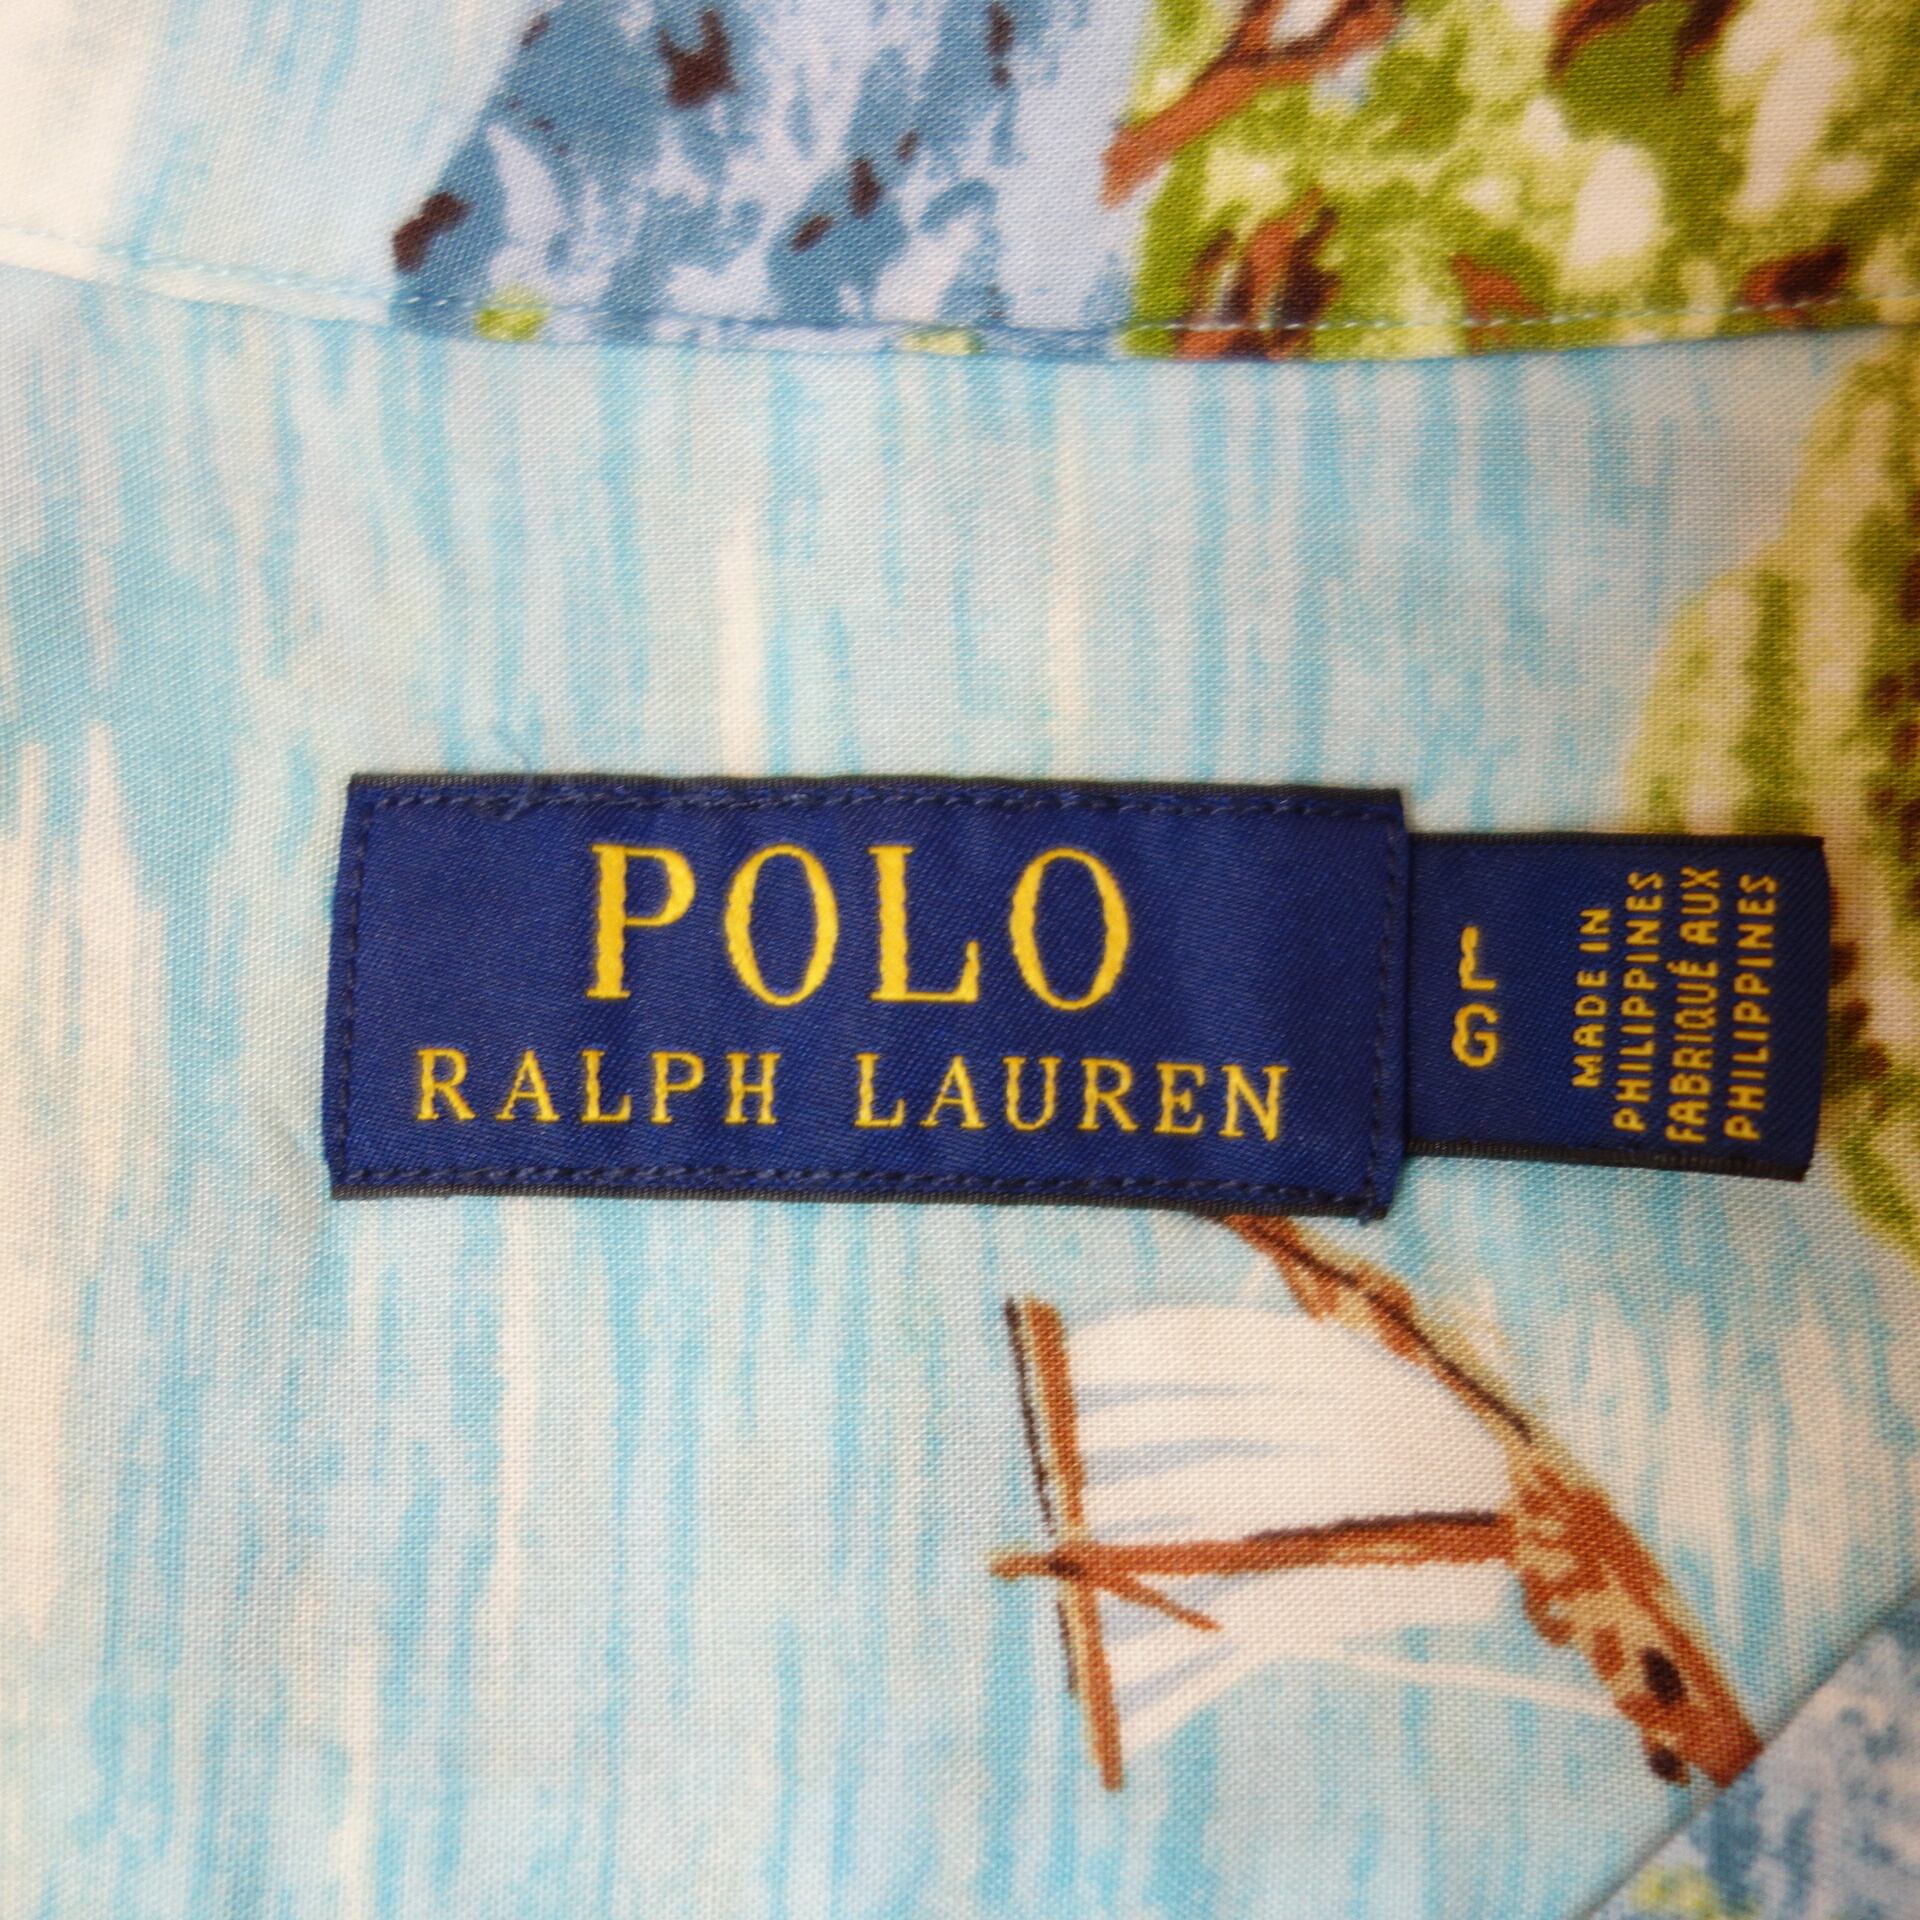 POLO
RALPH LAUREN
L
G
MADE IN
PHILIPPINES
FABRIQUÉ AUX
PHILIPPINES